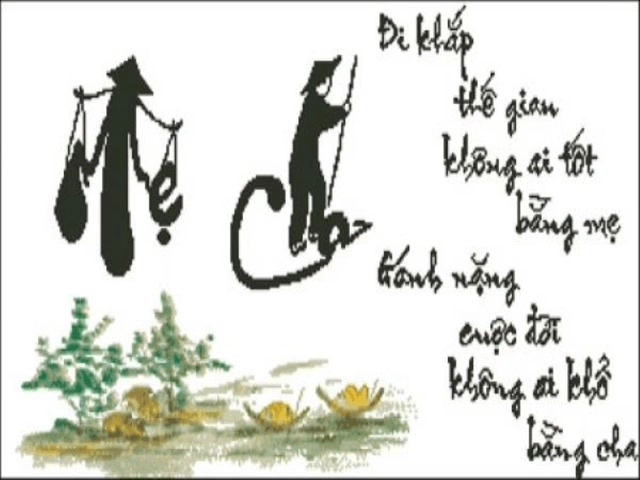 Mẹ Cha
Đi khắp
thế gian
không ai tốt
bằng mẹ
Gánh nặng
cuộc đời
không ai khổ
bằng cha